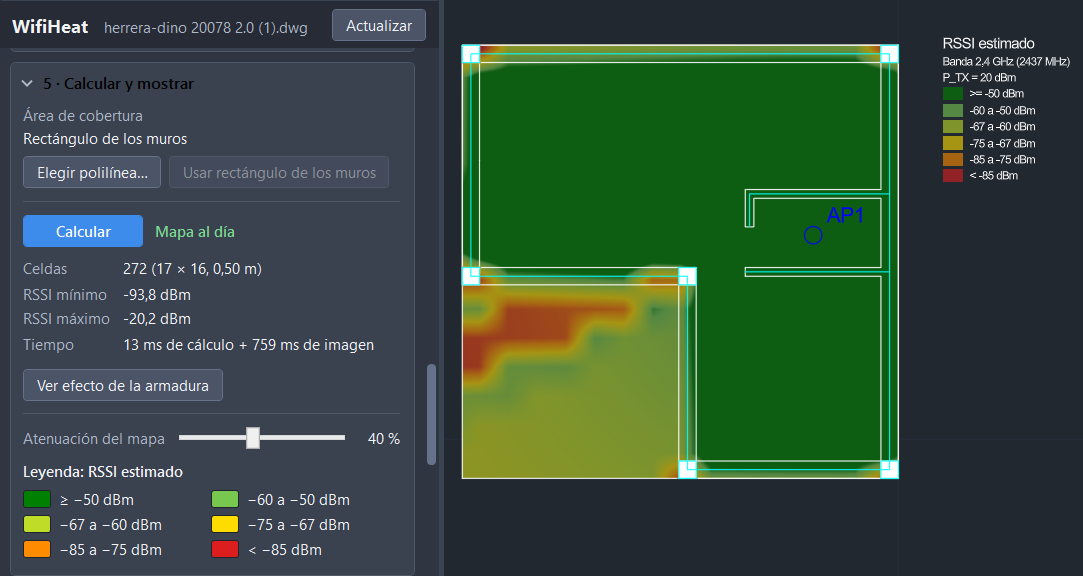 WifiHeat herrera-dino 20078 2.0 (1).dwg Actualizar
5 · Calcular y mostrar
Área de cobertura
Rectángulo de los muros
Elegir polilínea... Usar rectángulo de los muros
Calcular Mapa al día
Celdas 272 (17 × 16, 0,50 m)
RSSI mínimo -93,8 dBm
RSSI máximo -20,2 dBm
Tiempo 13 ms de cálculo + 759 ms de imagen
Ver efecto de la armadura
Atenuación del mapa 40 %
Leyenda: RSSI estimado
≥ −50 dBm −60 a −50 dBm
−67 a −60 dBm −75 a −67 dBm
−85 a −75 dBm < −85 dBm
AP1
RSSI estimado
Banda 2,4 GHz (2437 MHz)
P_TX = 20 dBm
>= -50 dBm
-60 a -50 dBm
-67 a -60 dBm
-75 a -67 dBm
-85 a -75 dBm
< -85 dBm